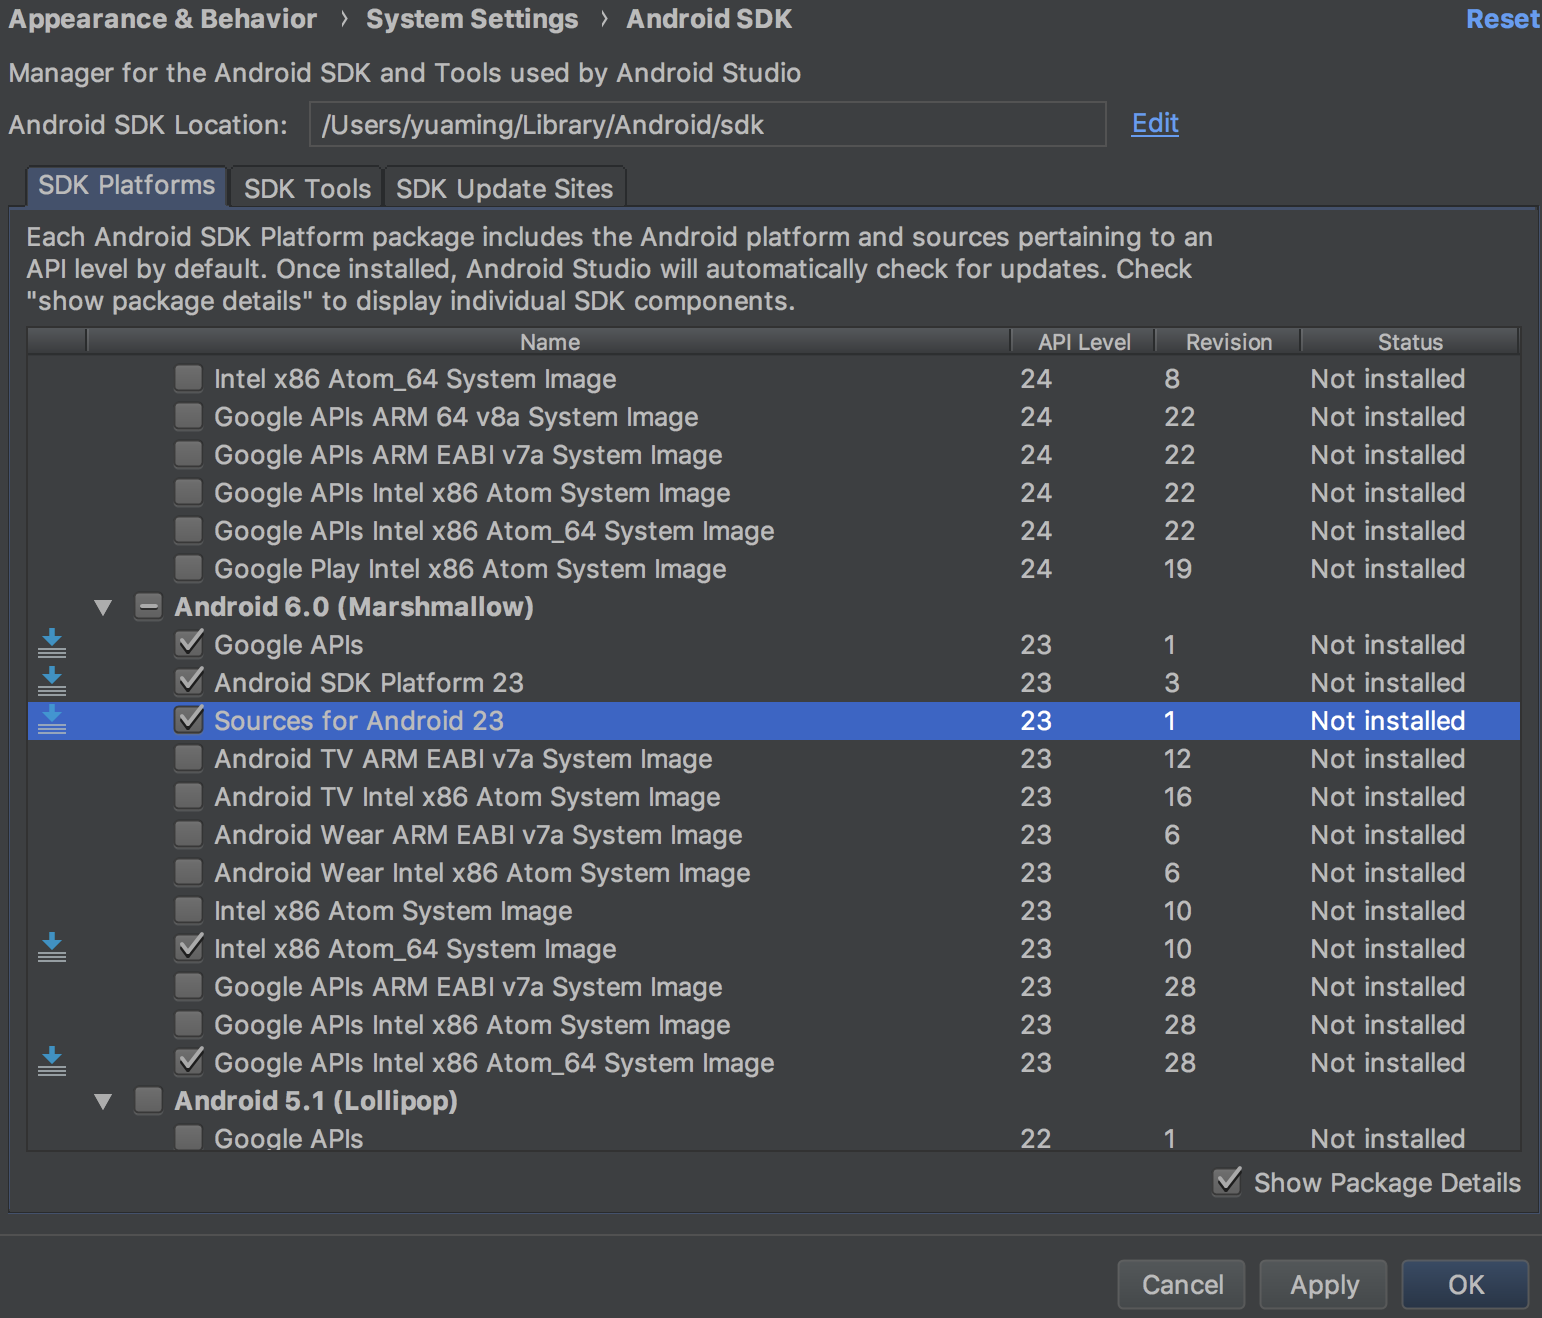 Appearance & Behavior › System Settings › Android SDK Reset
Manager for the Android SDK and Tools used by Android Studio
Android SDK Location: /Users/yuaming/Library/Android/sdk Edit
SDK Platforms SDK Tools SDK Update Sites
Each Android SDK Platform package includes the Android platform and sources pertaining to an
API level by default. Once installed, Android Studio will automatically check for updates. Check
"show package details" to display individual SDK components.
Name API Level Revision Status
Intel x86 Atom_64 System Image 24 8 Not installed
Google APIs ARM 64 v8a System Image 24 22 Not installed
Google APIs ARM EABI v7a System Image 24 22 Not installed
Google APIs Intel x86 Atom System Image 24 22 Not installed
Google APIs Intel x86 Atom_64 System Image 24 22 Not installed
Google Play Intel x86 Atom System Image 24 19 Not installed
Android 6.0 (Marshmallow)
Google APIs 23 1 Not installed
Android SDK Platform 23 23 3 Not installed
Sources for Android 23 23 1 Not installed
Android TV ARM EABI v7a System Image 23 12 Not installed
Android TV Intel x86 Atom System Image 23 16 Not installed
Android Wear ARM EABI v7a System Image 23 6 Not installed
Android Wear Intel x86 Atom System Image 23 6 Not installed
Intel x86 Atom System Image 23 10 Not installed
Intel x86 Atom_64 System Image 23 10 Not installed
Google APIs ARM EABI v7a System Image 23 28 Not installed
Google APIs Intel x86 Atom System Image 23 28 Not installed
Google APIs Intel x86 Atom_64 System Image 23 28 Not installed
Android 5.1 (Lollipop)
Google APIs 22 1 Not installed
Show Package Details
Cancel Apply OK